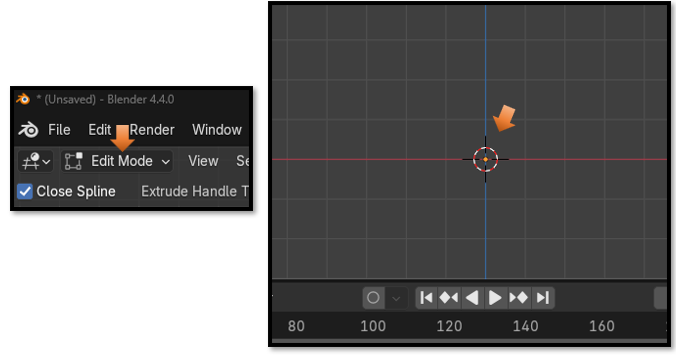 * (Unsaved) - Blender 4.4.0
File Edit Render Window
Edit Mode View
Close Spline Extrude Handle T
80 100 120 140 160